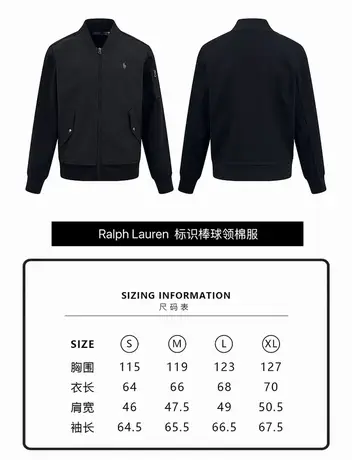 Ralph Lauren 标识棒球领棉服
SIZING INFORMATION
尺码表
SIZE S M L XL
胸围 115 119 123 127
衣长 64 66 68 70
肩宽 46 47.5 49 50.5
袖长 64.5 65.5 66.5 67.5